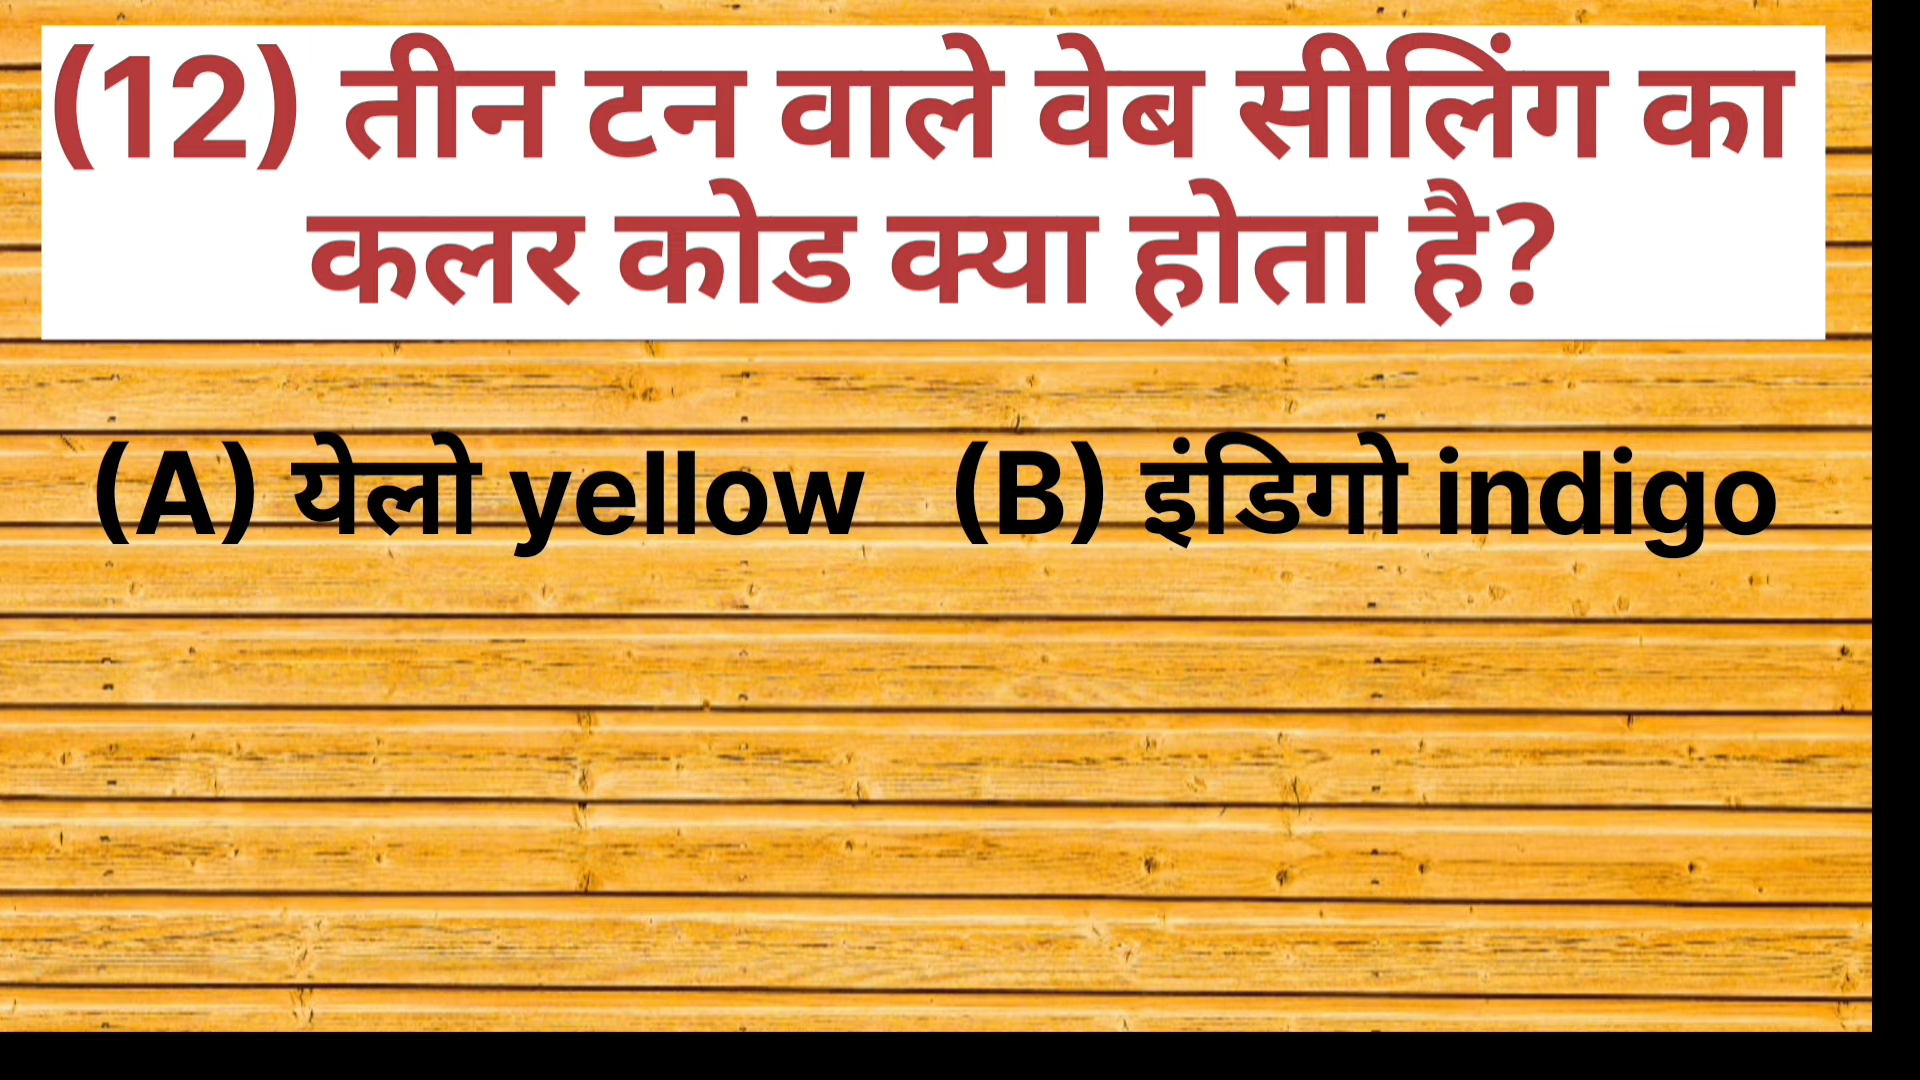 (12) तीन टन वाले वेब सीलिंग का
कलर कोड क्या होता है?
(A) येलो yellow (B) इंडिगो indigo